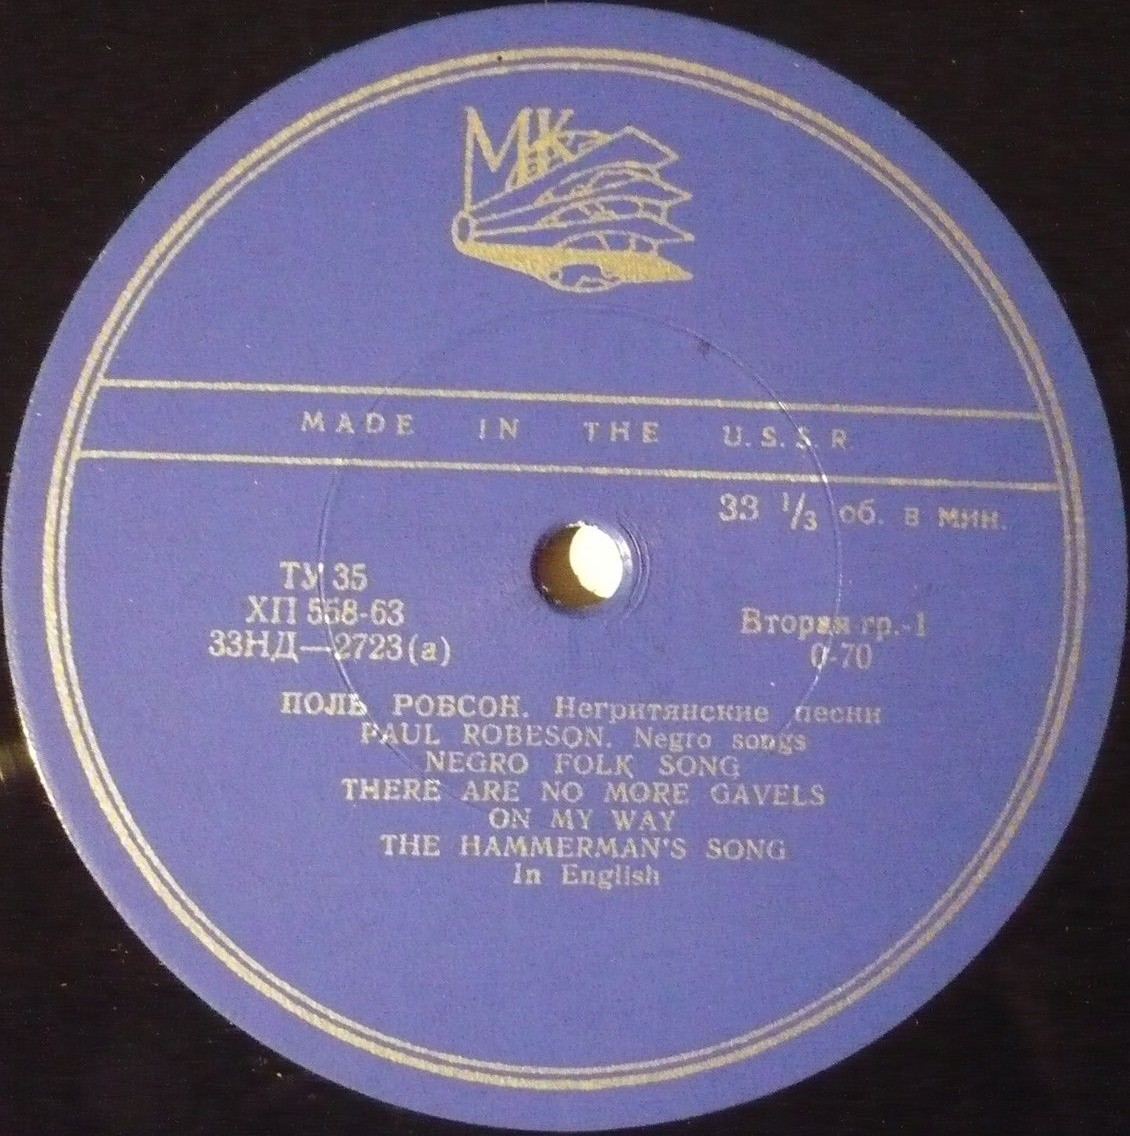 МК
MADE IN THE U.S.S.R.
33 1/3 об. в мин.
ТУ 35
ХП 558-63
33НД—2723(а)
Вторая гр.-1
0-70
ПОЛЬ РОБСОН. Негритянские песни
PAUL ROBESON. Negro songs
NEGRO FOLK SONG
THERE ARE NO MORE GAVELS
ON MY WAY
THE HAMMERMAN'S SONG
In English